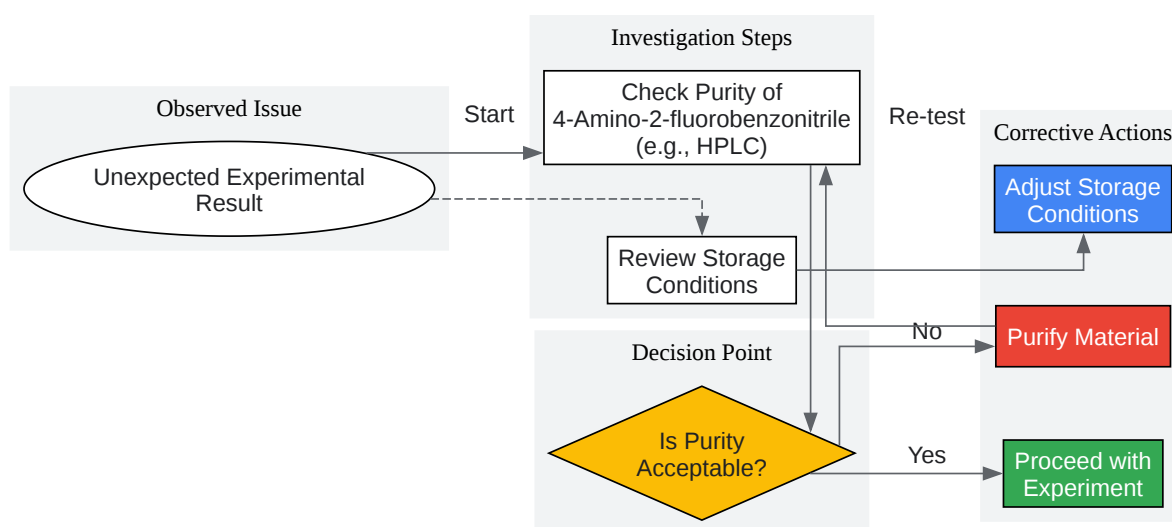 Observed Issue
Unexpected Experimental
Result
Start
Investigation Steps
Check Purity of
4-Amino-2-fluorobenzonitrile
(e.g., HPLC)
Review Storage
Conditions
Decision Point
Is Purity
Acceptable?
Re-test
No
Yes
Corrective Actions
Adjust Storage
Conditions
Purify Material
Proceed with
Experiment